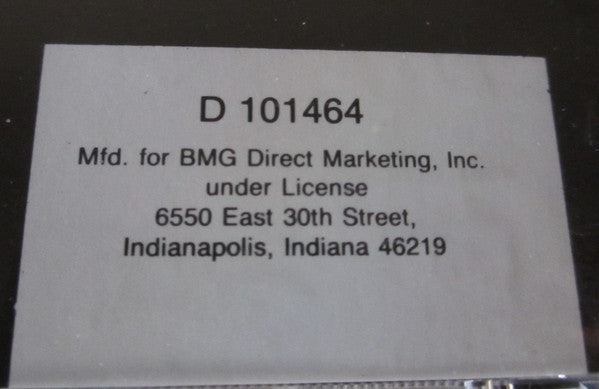 D 101464
Mfd. for BMG Direct Marketing, Inc.
under License
6550 East 30th Street,
Indianapolis, Indiana 46219